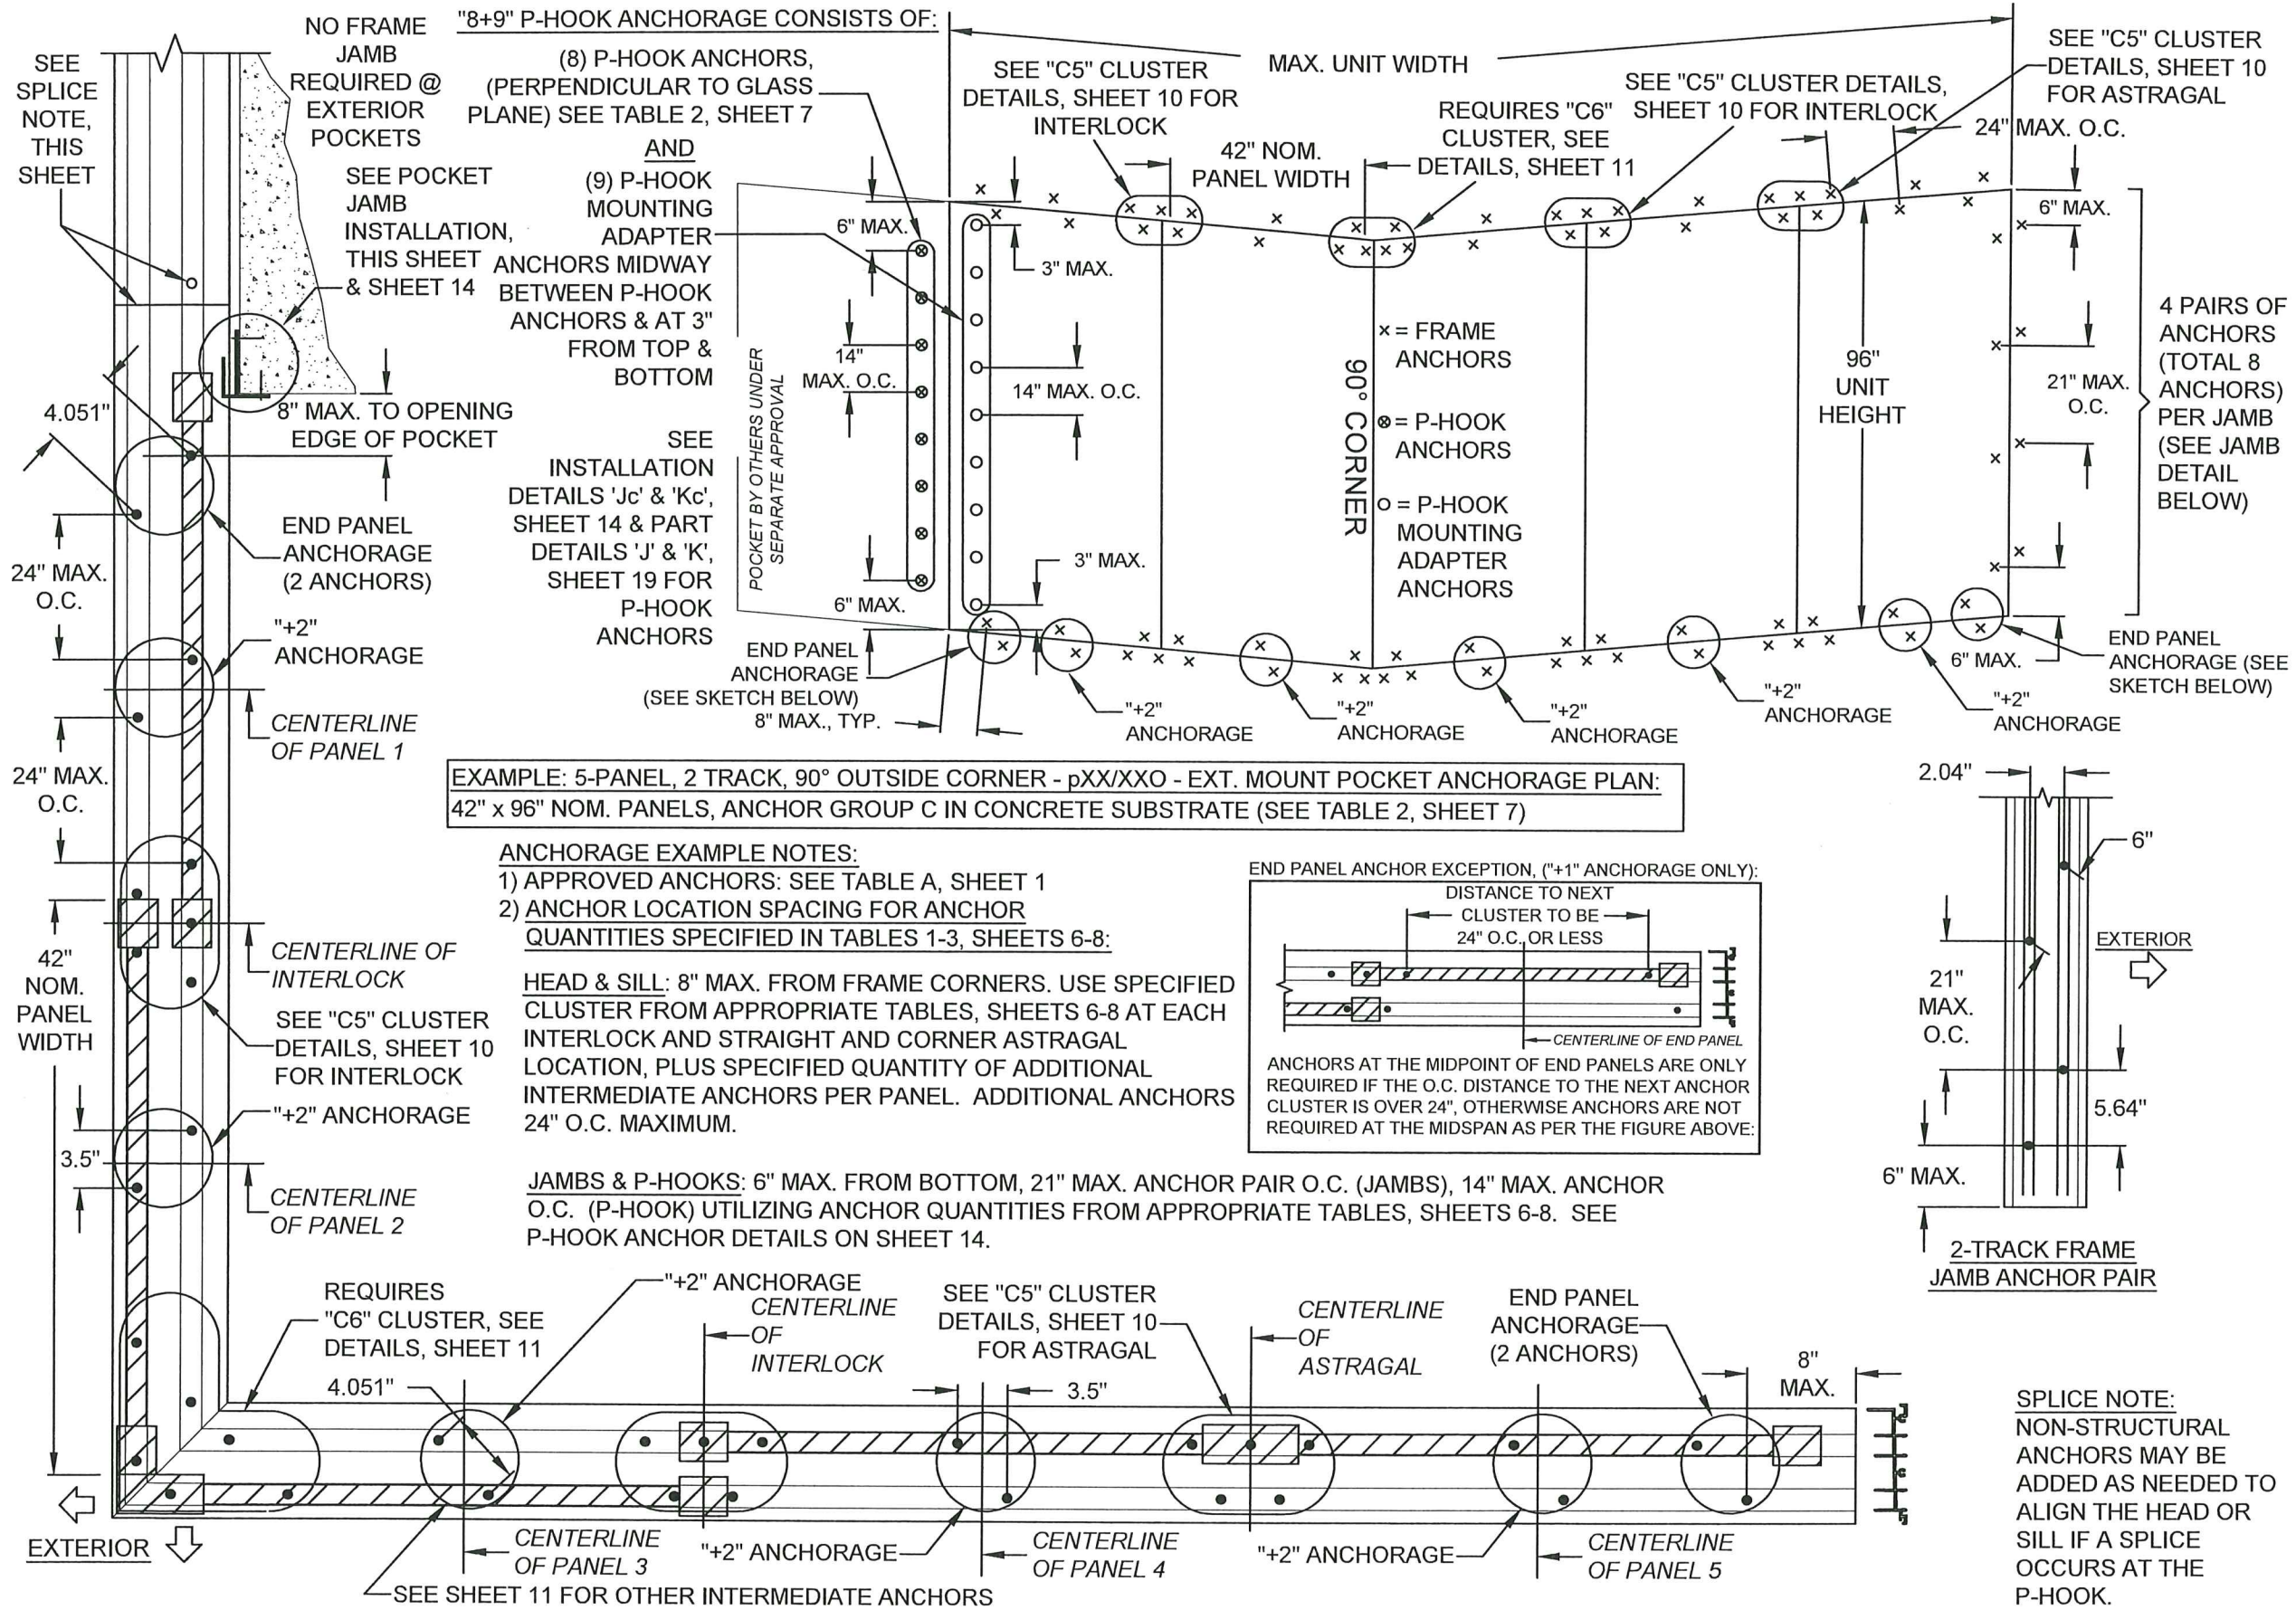 NO FRAME
JAMB
REQUIRED @
EXTERIOR
POCKETS
SEE
SPLICE
NOTE,
THIS
SHEET
SEE POCKET
JAMB
INSTALLATION,
THIS SHEET
& SHEET 14
4.051"
8" MAX. TO OPENING
EDGE OF POCKET
END PANEL
ANCHORAGE
(2 ANCHORS)
24" MAX.
O.C.
"+2"
ANCHORAGE
CENTERLINE
OF PANEL 1
24" MAX.
O.C.
42"
NOM.
PANEL
WIDTH
CENTERLINE OF
INTERLOCK
SEE "C5" CLUSTER
DETAILS, SHEET 10
FOR INTERLOCK
"+2" ANCHORAGE
3.5"
CENTERLINE
OF PANEL 2
"8+9" P-HOOK ANCHORAGE CONSISTS OF:
(8) P-HOOK ANCHORS,
(PERPENDICULAR TO GLASS
PLANE) SEE TABLE 2, SHEET 7
AND
(9) P-HOOK
MOUNTING
ADAPTER
ANCHORS MIDWAY
BETWEEN P-HOOK
ANCHORS & AT 3"
FROM TOP &
BOTTOM
SEE
INSTALLATION
DETAILS 'Jc' & 'Kc',
SHEET 14 & PART
DETAILS 'J' & 'K',
SHEET 19 FOR
P-HOOK
ANCHORS
POCKET BY OTHERS UNDER
SEPARATE APPROVAL
6" MAX.
14"
MAX. O.C.
6" MAX.
3" MAX.
14" MAX. O.C.
3" MAX.
MAX. UNIT WIDTH
SEE "C5" CLUSTER
DETAILS, SHEET 10 FOR
INTERLOCK
42" NOM.
PANEL WIDTH
REQUIRES "C6"
CLUSTER, SEE
DETAILS, SHEET 11
SEE "C5" CLUSTER DETAILS,
SHEET 10 FOR INTERLOCK
SEE "C5" CLUSTER
DETAILS, SHEET 10
FOR ASTRAGAL
24" MAX. O.C.
6" MAX.
90° CORNER
x = FRAME
ANCHORS
⊗ = P-HOOK
ANCHORS
O = P-HOOK
MOUNTING
ADAPTER
ANCHORS
96"
UNIT
HEIGHT
21" MAX.
O.C.
4 PAIRS OF
ANCHORS
(TOTAL 8
ANCHORS)
PER JAMB
(SEE JAMB
DETAIL
BELOW)
6" MAX.
END PANEL
ANCHORAGE (SEE
SKETCH BELOW)
END PANEL
ANCHORAGE
(SEE SKETCH BELOW)
8" MAX., TYP.
"+2"
ANCHORAGE
"+2"
ANCHORAGE
"+2"
ANCHORAGE
"+2"
ANCHORAGE
"+2"
ANCHORAGE
EXAMPLE: 5-PANEL, 2 TRACK, 90° OUTSIDE CORNER - pXX/XXO - EXT. MOUNT POCKET ANCHORAGE PLAN:
42" x 96" NOM. PANELS, ANCHOR GROUP C IN CONCRETE SUBSTRATE (SEE TABLE 2, SHEET 7)
ANCHORAGE EXAMPLE NOTES:
1) APPROVED ANCHORS: SEE TABLE A, SHEET 1
2) ANCHOR LOCATION SPACING FOR ANCHOR
QUANTITIES SPECIFIED IN TABLES 1-3, SHEETS 6-8:
HEAD & SILL: 8" MAX. FROM FRAME CORNERS. USE SPECIFIED
CLUSTER FROM APPROPRIATE TABLES, SHEETS 6-8 AT EACH
INTERLOCK AND STRAIGHT AND CORNER ASTRAGAL
LOCATION, PLUS SPECIFIED QUANTITY OF ADDITIONAL
INTERMEDIATE ANCHORS PER PANEL. ADDITIONAL ANCHORS
24" O.C. MAXIMUM.
JAMBS & P-HOOKS: 6" MAX. FROM BOTTOM, 21" MAX. ANCHOR PAIR O.C. (JAMBS), 14" MAX. ANCHOR
O.C. (P-HOOK) UTILIZING ANCHOR QUANTITIES FROM APPROPRIATE TABLES, SHEETS 6-8. SEE
P-HOOK ANCHOR DETAILS ON SHEET 14.
END PANEL ANCHOR EXCEPTION, ("+1" ANCHORAGE ONLY):
DISTANCE TO NEXT
CLUSTER TO BE
24" O.C. OR LESS
CENTERLINE OF END PANEL
ANCHORS AT THE MIDPOINT OF END PANELS ARE ONLY
REQUIRED IF THE O.C. DISTANCE TO THE NEXT ANCHOR
CLUSTER IS OVER 24", OTHERWISE ANCHORS ARE NOT
REQUIRED AT THE MIDSPAN AS PER THE FIGURE ABOVE:
2.04"
6"
EXTERIOR
21"
MAX.
O.C.
5.64"
6" MAX.
2-TRACK FRAME
JAMB ANCHOR PAIR
REQUIRES
"C6" CLUSTER, SEE
DETAILS, SHEET 11
4.051"
"+2" ANCHORAGE
CENTERLINE
OF
INTERLOCK
SEE "C5" CLUSTER
DETAILS, SHEET 10
FOR ASTRAGAL
3.5"
CENTERLINE
OF
ASTRAGAL
END PANEL
ANCHORAGE
(2 ANCHORS)
8"
MAX.
EXTERIOR
CENTERLINE
OF PANEL 3
SEE SHEET 11 FOR OTHER INTERMEDIATE ANCHORS
"+2" ANCHORAGE
CENTERLINE
OF PANEL 4
"+2" ANCHORAGE
CENTERLINE
OF PANEL 5
SPLICE NOTE:
NON-STRUCTURAL
ANCHORS MAY BE
ADDED AS NEEDED TO
ALIGN THE HEAD OR
SILL IF A SPLICE
OCCURS AT THE
P-HOOK.